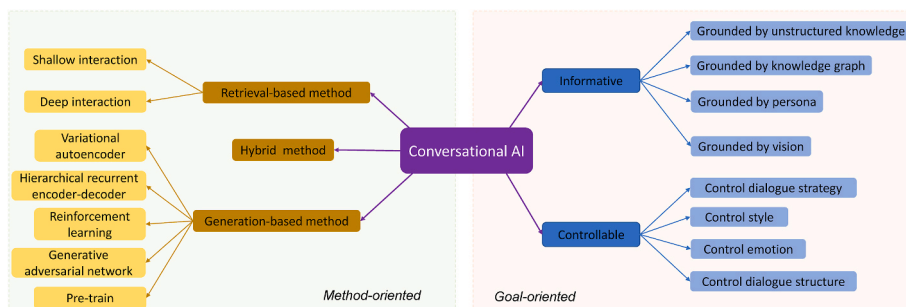 Shallow interaction
Deep interaction
Variational
autoencoder
Hierarchical recurrent
encoder-decoder
Reinforcement
learning
Generative
adversarial network
Pre-train
Retrieval-based method
Hybrid method
Generation-based method
Method-oriented
Conversational AI
Informative
Controllable
Goal-oriented
Grounded by unstructured knowledge
Grounded by knowledge graph
Grounded by persona
Grounded by vision
Control dialogue strategy
Control style
Control emotion
Control dialogue structure